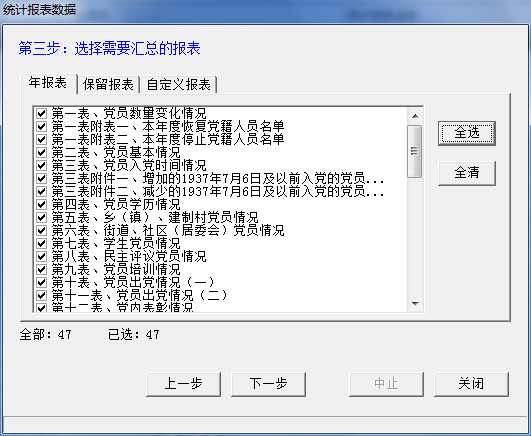 统计报表数据
第三步：选择需要汇总的报表
年报表 保留报表 自定义报表
第一表、党员数量变化情况
第一表附表一、本年度恢复党籍人员名单
第一表附表二、本年度停止党籍人员名单
第二表、党员基本情况
第三表、党员入党时间情况
第三表附件一、增加的1937年7月6日及以前入党的党员...
第三表附件二、减少的1937年7月6日及以前入党的党员...
第四表、党员学历情况
第五表、乡（镇）、建制村党员情况
第六表、街道、社区（居委会）党员情况
第七表、学生党员情况
第八表、民主评议党员情况
第九表、党员培训情况
第十表、党员出党情况（一）
第十一表、党员出党情况（二）
第十二表、党内表彰情况
全选
全清
全部：47 已选：47
上一步 下一步 中止 关闭